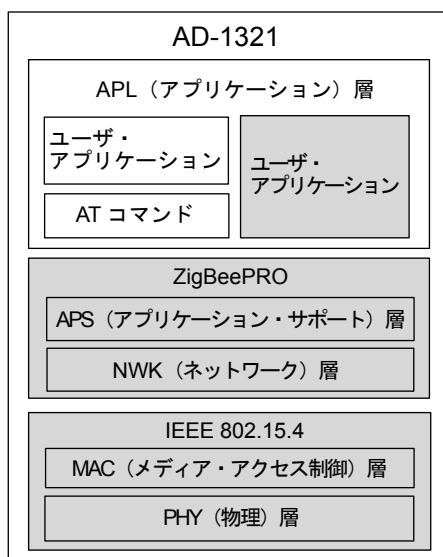 AD-1321
APL（アプリケーション）層
ユーザ・
アプリケーション
AT コマンド
ユーザ・
アプリケーション
ZigBeePRO
APS（アプリケーション・サポート）層
NWK（ネットワーク）層
IEEE 802.15.4
MAC（メディア・アクセス制御）層
PHY（物理）層